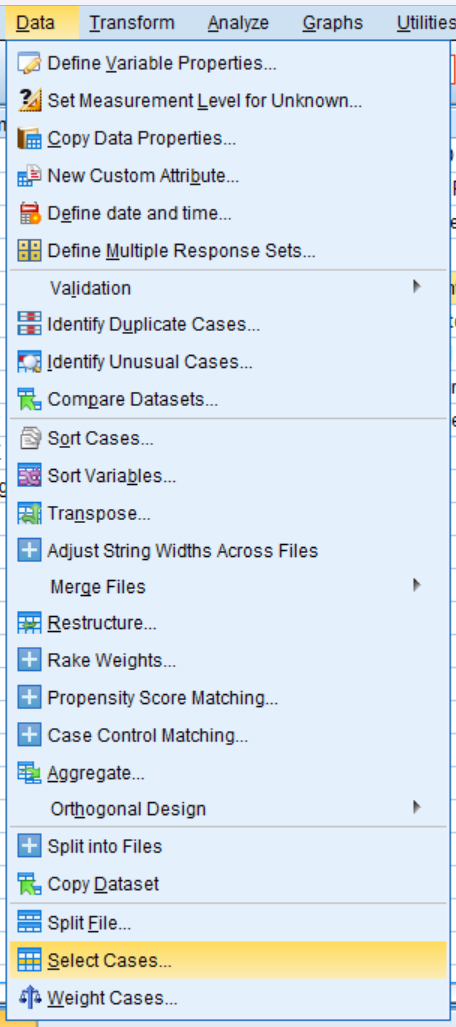 Data Transform Analyze Graphs Utilities
Define Variable Properties...
Set Measurement Level for Unknown...
Copy Data Properties...
New Custom Attribute...
Define date and time...
Define Multiple Response Sets...
Validation
Identify Duplicate Cases...
Identify Unusual Cases...
Compare Datasets...
Sort Cases...
Sort Variables...
Transpose...
Adjust String Widths Across Files
Merge Files
Restructure...
Rake Weights...
Propensity Score Matching...
Case Control Matching...
Aggregate...
Orthogonal Design
Split into Files
Copy Dataset
Split File...
Select Cases...
Weight Cases...